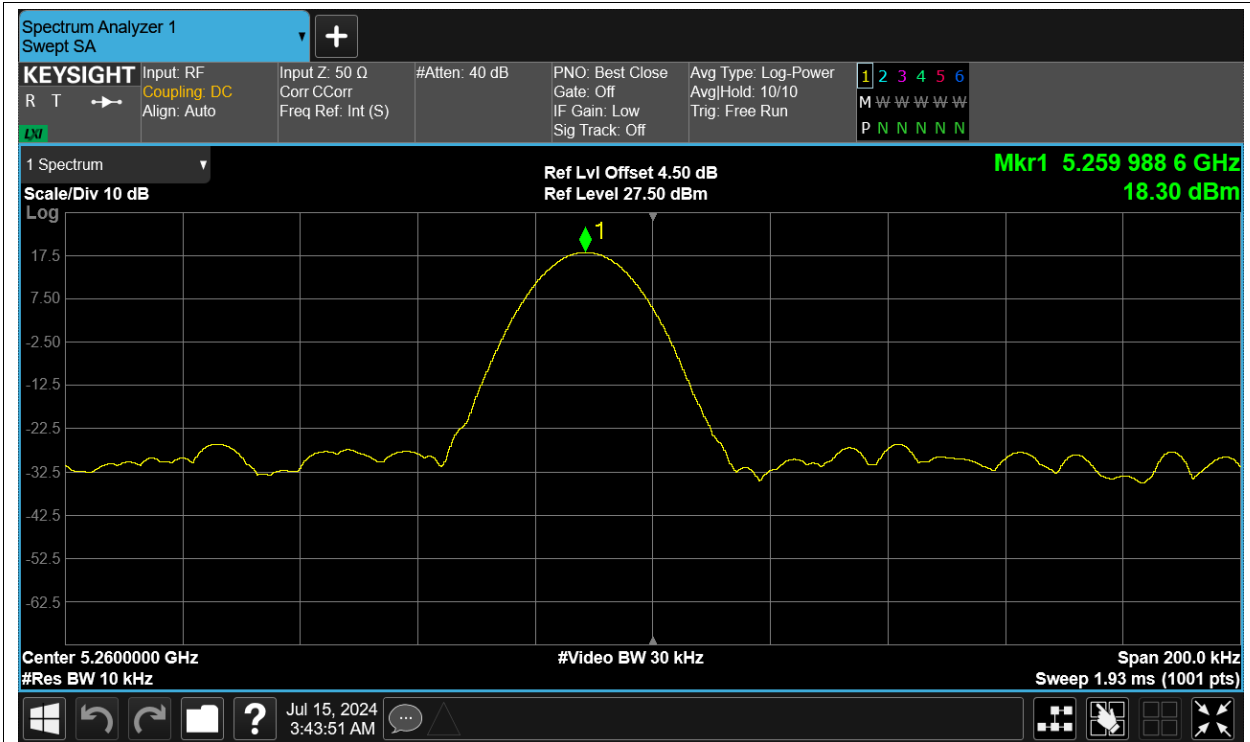 Spectrum Analyzer 1
Swept SA
KEYSIGHT
R T
LXI
Input: RF
Coupling: DC
Align: Auto
Input Z: 50 Ω
Corr CCorr
Freq Ref: Int (S)
#Atten: 40 dB
PNO: Best Close
Gate: Off
IF Gain: Low
Sig Track: Off
Avg Type: Log-Power
Avg|Hold: 10/10
Trig: Free Run
1 2 3 4 5 6
M W W W W W
P N N N N N
1 Spectrum
Scale/Div 10 dB
Ref Lvl Offset 4.50 dB
Ref Level 27.50 dBm
Mkr1 5.259 988 6 GHz
18.30 dBm
Log
1
17.5
7.50
-2.50
-12.5
-22.5
-32.5
-42.5
-52.5
-62.5
Center 5.2600000 GHz
#Video BW 30 kHz
Span 200.0 kHz
#Res BW 10 kHz
Sweep 1.93 ms (1001 pts)
?
Jul 15, 2024
3:43:51 AM